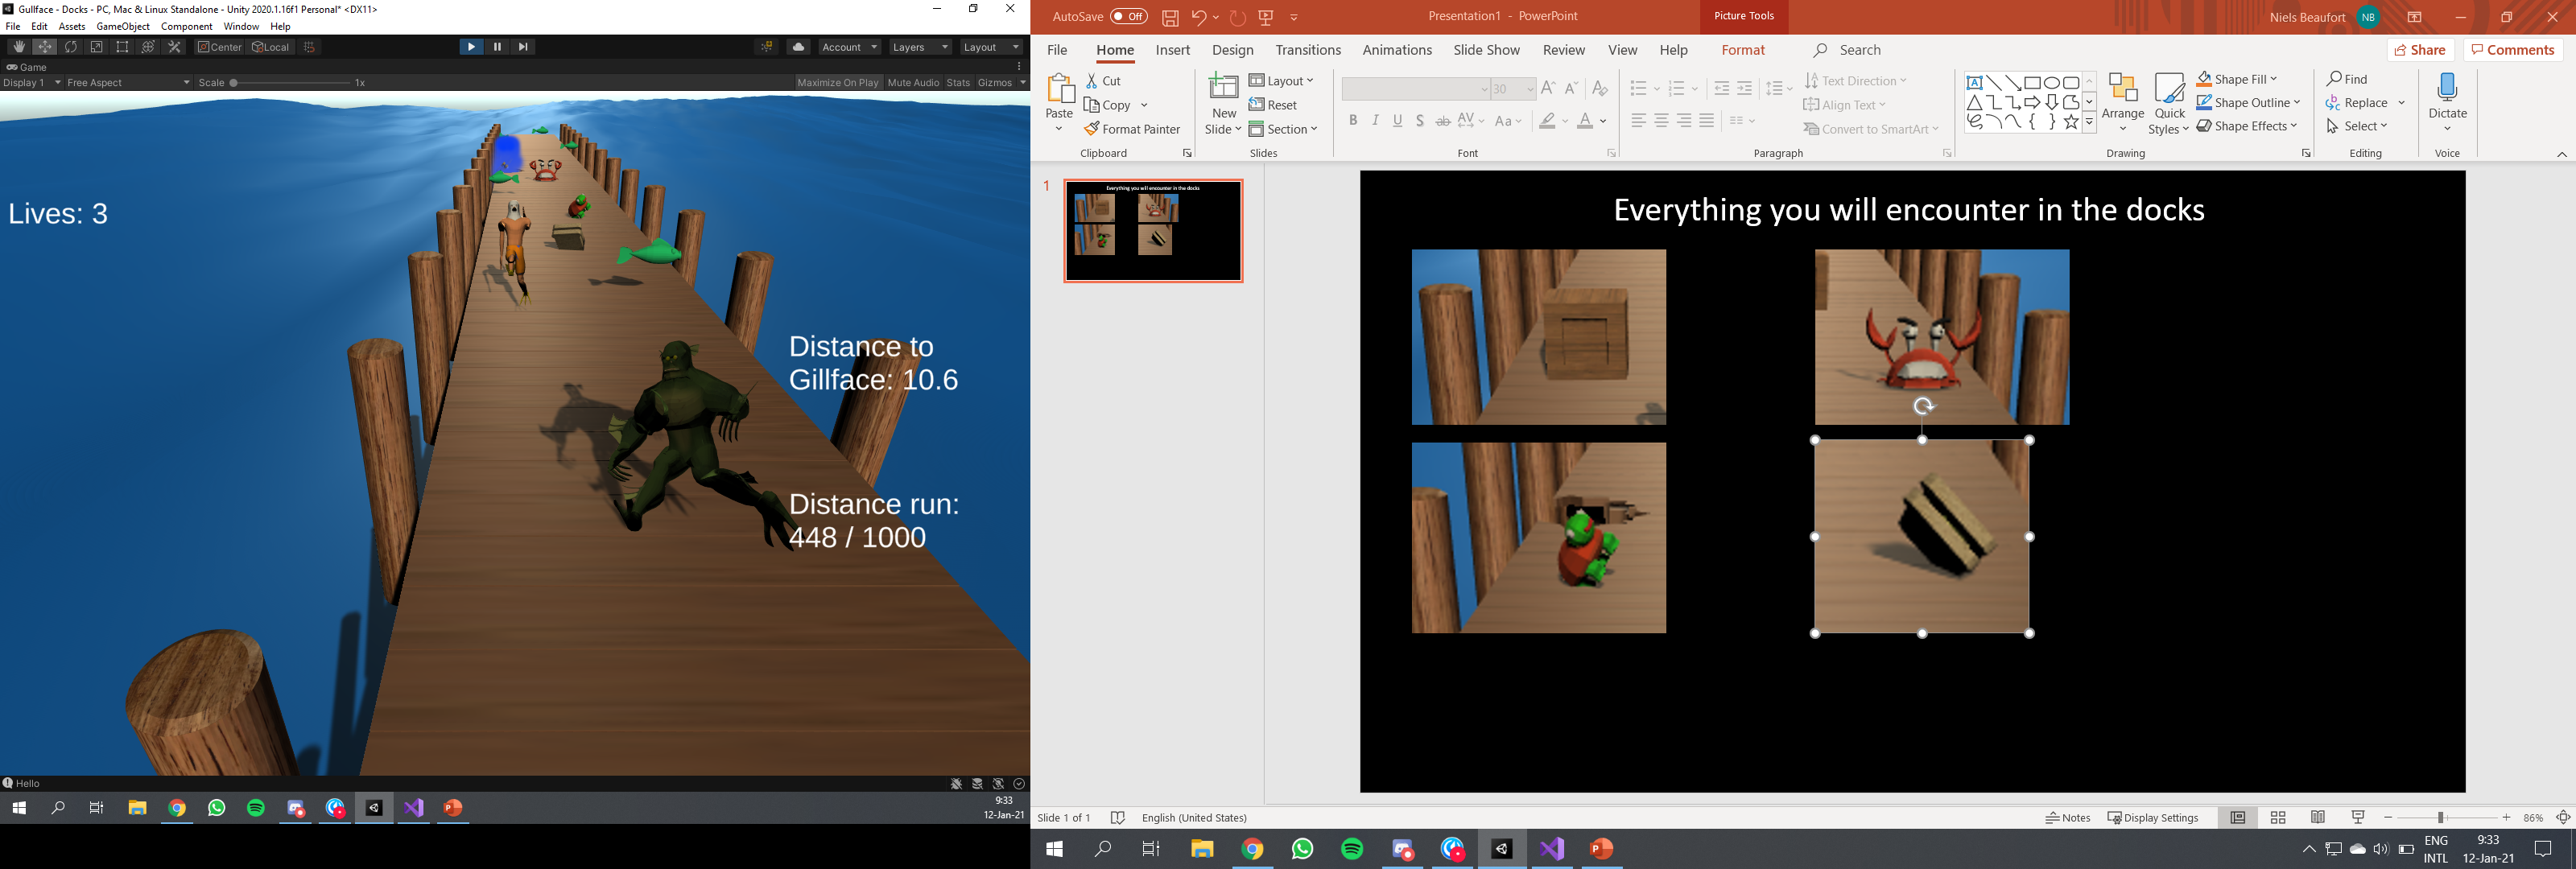 Gullface - Docks - PC, Mac & Linux Standalone - Unity 2020.1.16f1 Personal* <DX11>
File Edit Assets GameObject Component Window Help
Center Local Account Layers Layout
Game
Display 1 Free Aspect Scale 1x Maximize On Play Mute Audio Stats Gizmos
Lives: 3
Distance to
Gillface: 10.6
Distance run:
448 / 1000
Hello
9:33
12-Jan-21
AutoSave Off Presentation1 - PowerPoint Picture Tools Niels Beaufort NB
File Home Insert Design Transitions Animations Slide Show Review View Help Format Search Share Comments
Paste
Cut
Copy
Format Painter
Clipboard
New
Slide
Layout
Reset
Section
Slides
30
B I U S ab AV Aa A
Font
Text Direction
Align Text
Convert to SmartArt
Paragraph
Arrange
Quick
Styles
Shape Fill
Shape Outline
Shape Effects
Drawing
Find
Replace
Select
Editing
Dictate
Voice
1
Everything you will encounter in the docks
Everything you will encounter in the docks
Slide 1 of 1 English (United States) Notes Display Settings 86%
ENG
INTL
9:33
12-Jan-21